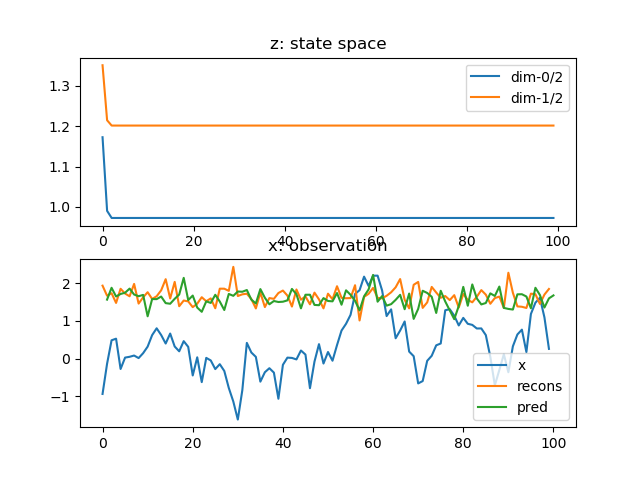 z: state space
1.3
1.2
1.1
1.0
dim-0/2
dim-1/2
0 20 40 60 80 100
x: observation
2
1
0
−1
x
recons
pred
0 20 40 60 80 100